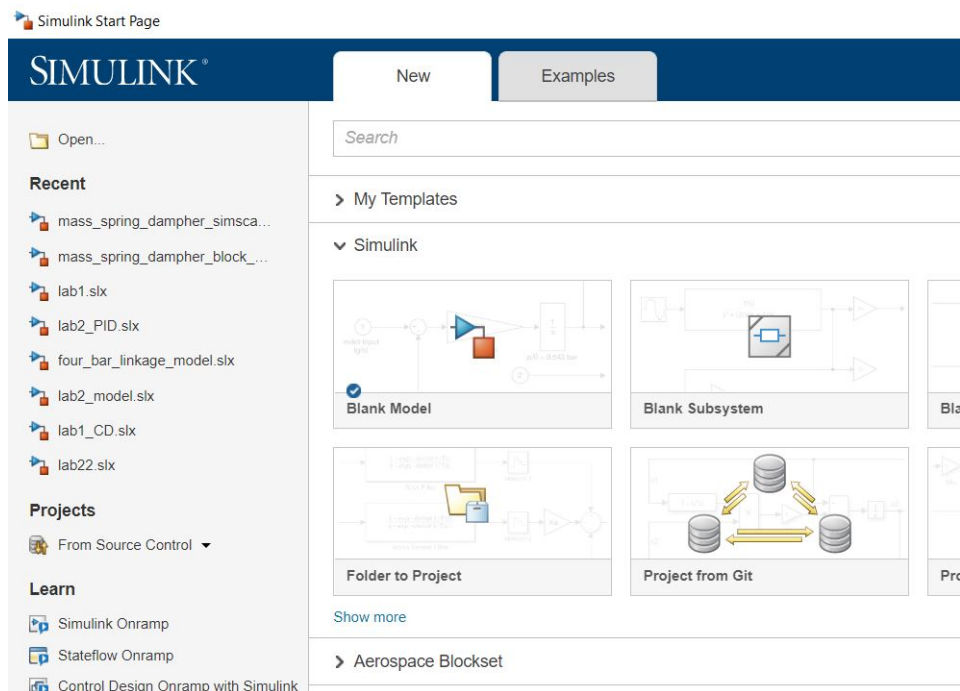 Simulink Start Page
SIMULINK®
New
Examples
Open...
Recent
mass_spring_dampher_simsca...
mass_spring_dampher_block_...
lab1.slx
lab2_PID.slx
four_bar_linkage_model.slx
lab2_model.slx
lab1_CD.slx
lab22.slx
Projects
From Source Control
Learn
Simulink Onramp
Stateflow Onramp
Control Design Onramp with Simulink
Search
My Templates
Simulink
Blank Model
Blank Subsystem
Bla
Folder to Project
Project from Git
Pro
Show more
Aerospace Blockset